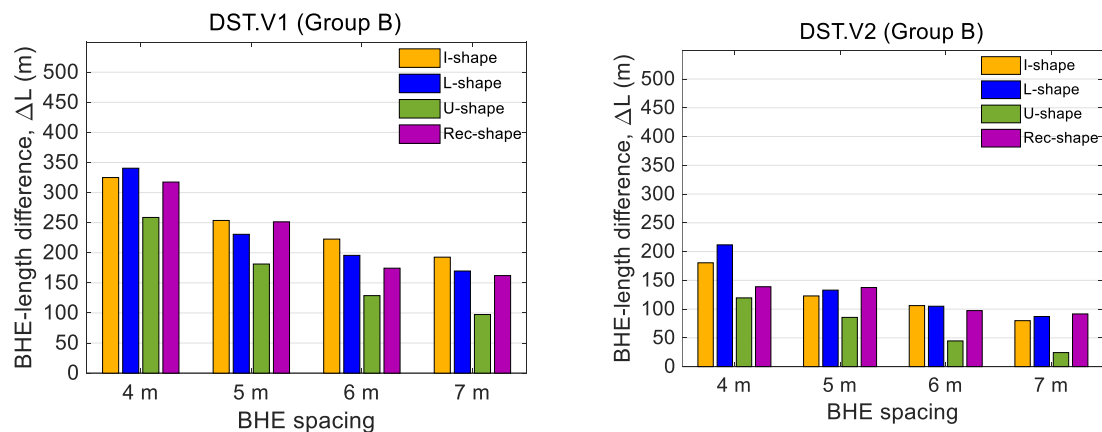 DST.V1 (Group B)
BHE-length difference, ΔL (m)
500
450
400
350
300
250
200
150
100
50
0
I-shape
L-shape
U-shape
Rec-shape
4 m 5 m 6 m 7 m
BHE spacing
DST.V2 (Group B)
BHE-length difference, ΔL (m)
500
450
400
350
300
250
200
150
100
50
0
I-shape
L-shape
U-shape
Rec-shape
4 m 5 m 6 m 7 m
BHE spacing